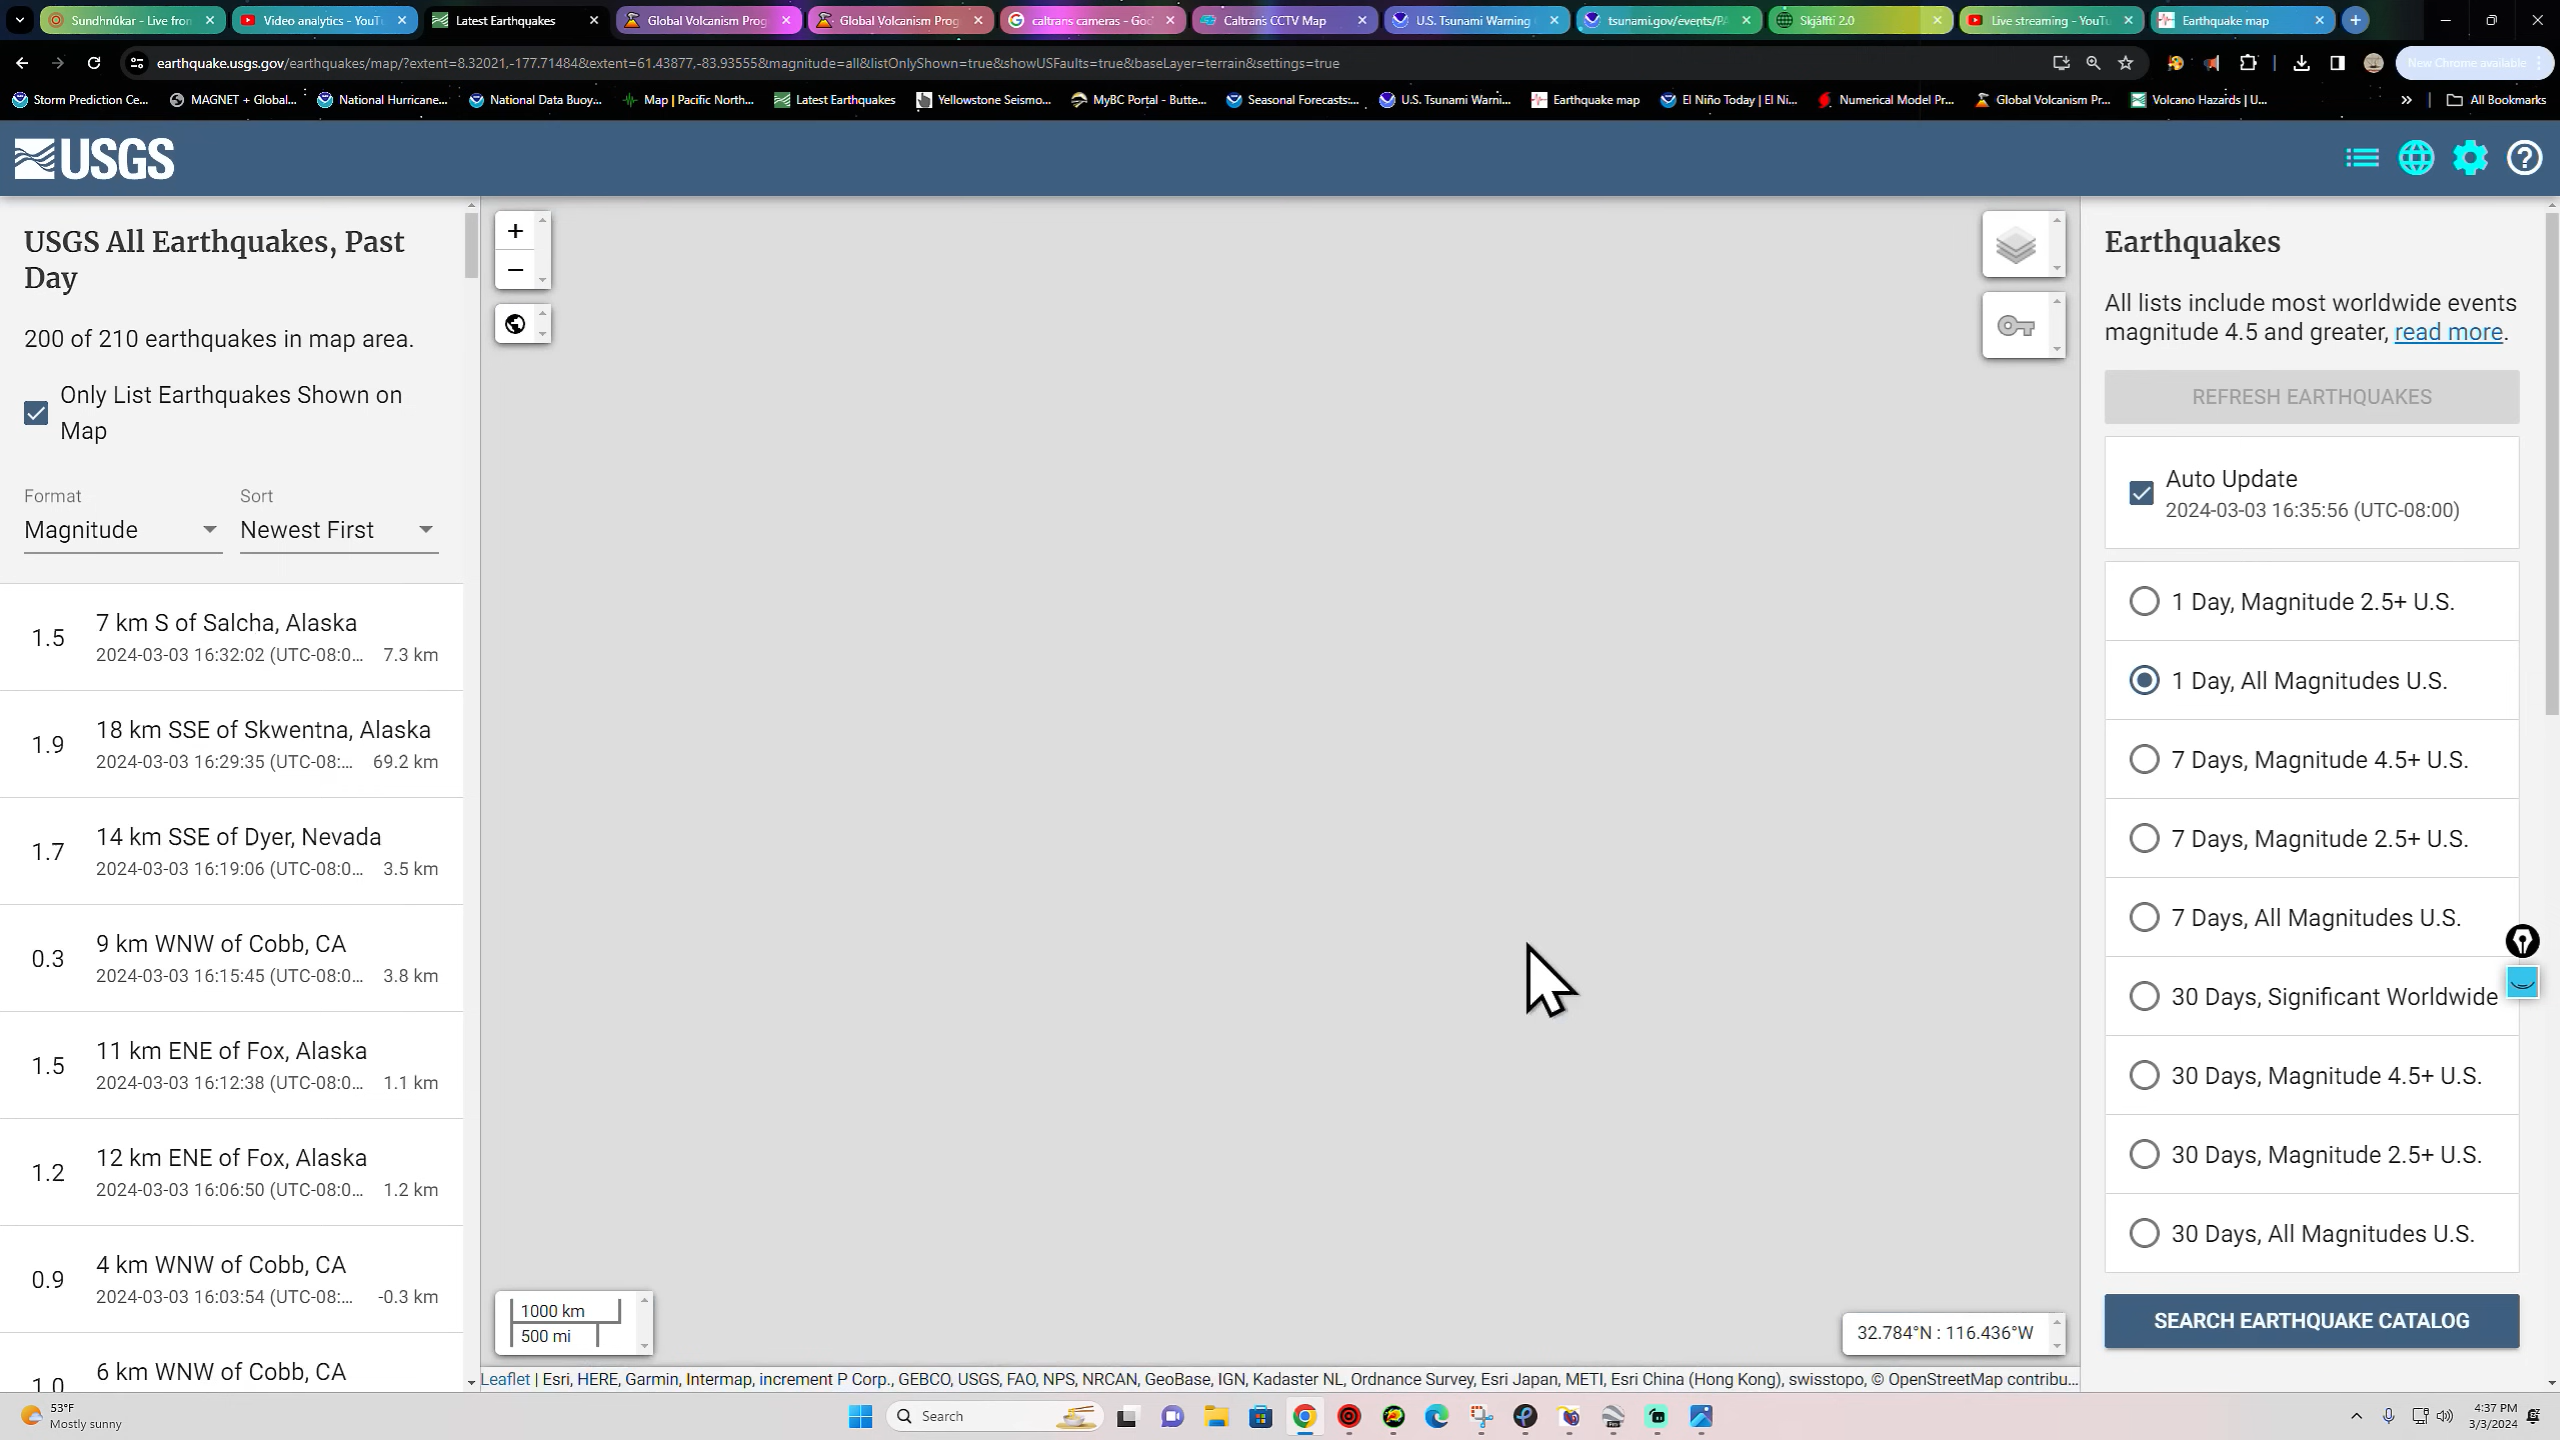 Sundhnúkar - Live fron
Video analytics - YouTu
Latest Earthquakes
Global Volcanism Prog
Global Volcanism Prog
caltrans cameras - Goo
Caltrans CCTV Map
U.S. Tsunami Warning
tsunami.gov/events/PA
Skjálfti 2.0
Live streaming - YouTu
Earthquake map
earthquake.usgs.gov/earthquakes/map/?extent=8.32021,-177.71484&extent=61.43877,-83.93555&magnitude=all&listOnlyShown=true&showUSFaults=true&baseLayer=terrain&settings=true
New Chrome available
Storm Prediction Ce...
MAGNET + Global...
National Hurricane...
National Data Buoy...
Map | Pacific North...
Latest Earthquakes
Yellowstone Seismo...
MyBC Portal - Butte...
Seasonal Forecasts:...
U.S. Tsunami Warni...
Earthquake map
El Niño Today | El Ni...
Numerical Model Pr...
Global Volcanism Pr...
Volcano Hazards | U...
All Bookmarks
USGS
USGS All Earthquakes, Past
Day
200 of 210 earthquakes in map area.
Only List Earthquakes Shown on
Map
Format
Sort
Magnitude
Newest First
1.5
7 km S of Salcha, Alaska
2024-03-03 16:32:02 (UTC-08:0...
7.3 km
1.9
18 km SSE of Skwentna, Alaska
2024-03-03 16:29:35 (UTC-08:...
69.2 km
1.7
14 km SSE of Dyer, Nevada
2024-03-03 16:19:06 (UTC-08:0...
3.5 km
0.3
9 km WNW of Cobb, CA
2024-03-03 16:15:45 (UTC-08:0...
3.8 km
1.5
11 km ENE of Fox, Alaska
2024-03-03 16:12:38 (UTC-08:0...
1.1 km
1.2
12 km ENE of Fox, Alaska
2024-03-03 16:06:50 (UTC-08:0...
1.2 km
0.9
4 km WNW of Cobb, CA
2024-03-03 16:03:54 (UTC-08:...
-0.3 km
1.0
6 km WNW of Cobb, CA
+
−
1000 km
500 mi
32.784°N : 116.436°W
Leaflet | Esri, HERE, Garmin, Intermap, increment P Corp., GEBCO, USGS, FAO, NPS, NRCAN, GeoBase, IGN, Kadaster NL, Ordnance Survey, Esri Japan, METI, Esri China (Hong Kong), swisstopo, © OpenStreetMap contribu...
Earthquakes
All lists include most worldwide events
magnitude 4.5 and greater, read more.
REFRESH EARTHQUAKES
Auto Update
2024-03-03 16:35:56 (UTC-08:00)
1 Day, Magnitude 2.5+ U.S.
1 Day, All Magnitudes U.S.
7 Days, Magnitude 4.5+ U.S.
7 Days, Magnitude 2.5+ U.S.
7 Days, All Magnitudes U.S.
30 Days, Significant Worldwide
30 Days, Magnitude 4.5+ U.S.
30 Days, Magnitude 2.5+ U.S.
30 Days, All Magnitudes U.S.
SEARCH EARTHQUAKE CATALOG
53°F
Mostly sunny
Search
4:37 PM
3/3/2024